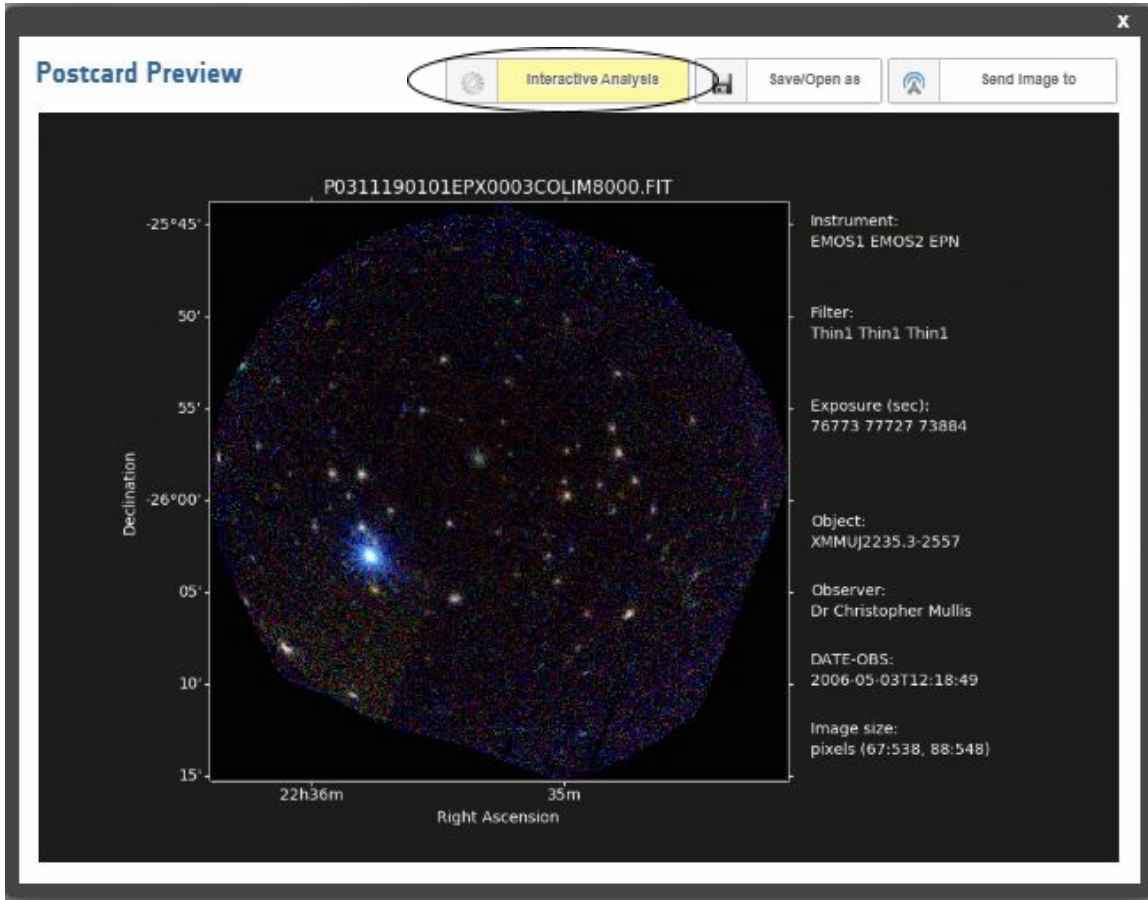 x
Postcard Preview
Interactive Analysis
Save/Open as
Send Image to
P0311190101EPX0003COLIM8000.FIT
-25°45'
50'
55'
-26°00'
05'
10'
15'
Declination
22h36m
35m
Right Ascension
Instrument:
EMOS1 EMOS2 EPN
Filter:
Thin1 Thin1 Thin1
Exposure (sec):
76773 77727 73884
Object:
XMMUJ2235.3-2557
Observer:
Dr Christopher Mullis
DATE-OBS:
2006-05-03T12:18:49
Image size:
pixels (67:538, 88:548)